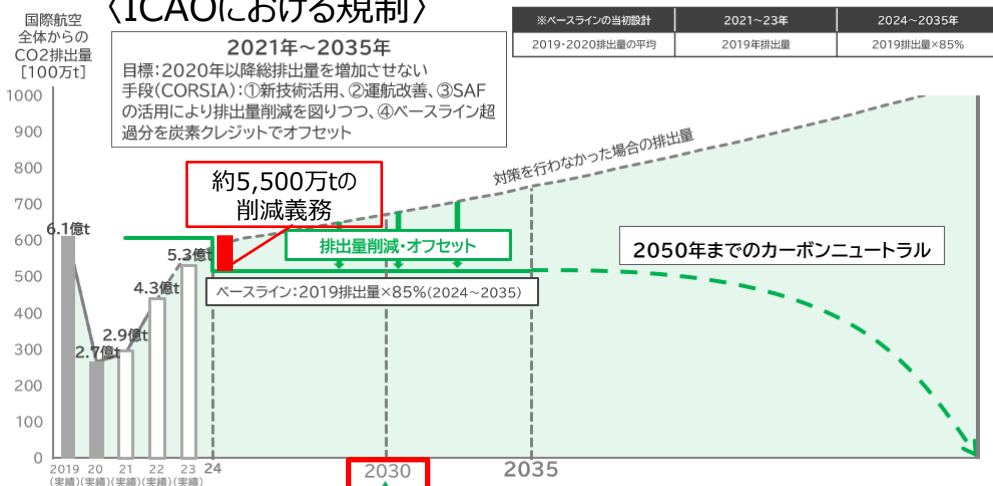 〈ICAOにおける規制〉
国際航空
全体からの
CO2排出量
[100万t]
※ベースラインの当初設計 2021~23年 2024~2035年
2019・2020排出量の平均 2019年排出量 2019排出量×85%
2021年~2035年
目標:2020年以降総排出量を増加させない
手段(CORSIA):①新技術活用、②運航改善、③SAF
の活用により排出量削減を図りつつ、④ベースライン超
過分を炭素クレジットでオフセット
1000
900
800
700
600
500
400
300
200
100
0
対策を行わなかった場合の排出量
約5,500万tの
削減義務
排出量削減・オフセット
2050年までのカーボンニュートラル
ベースライン:2019排出量×85%(2024~2035)
6.1億t
2.7億t
2.9億t
4.3億t
5.3億t
2019 20 21 22 23 24 2030 2035
(実績)(実績)(実績)(実績)(実績)